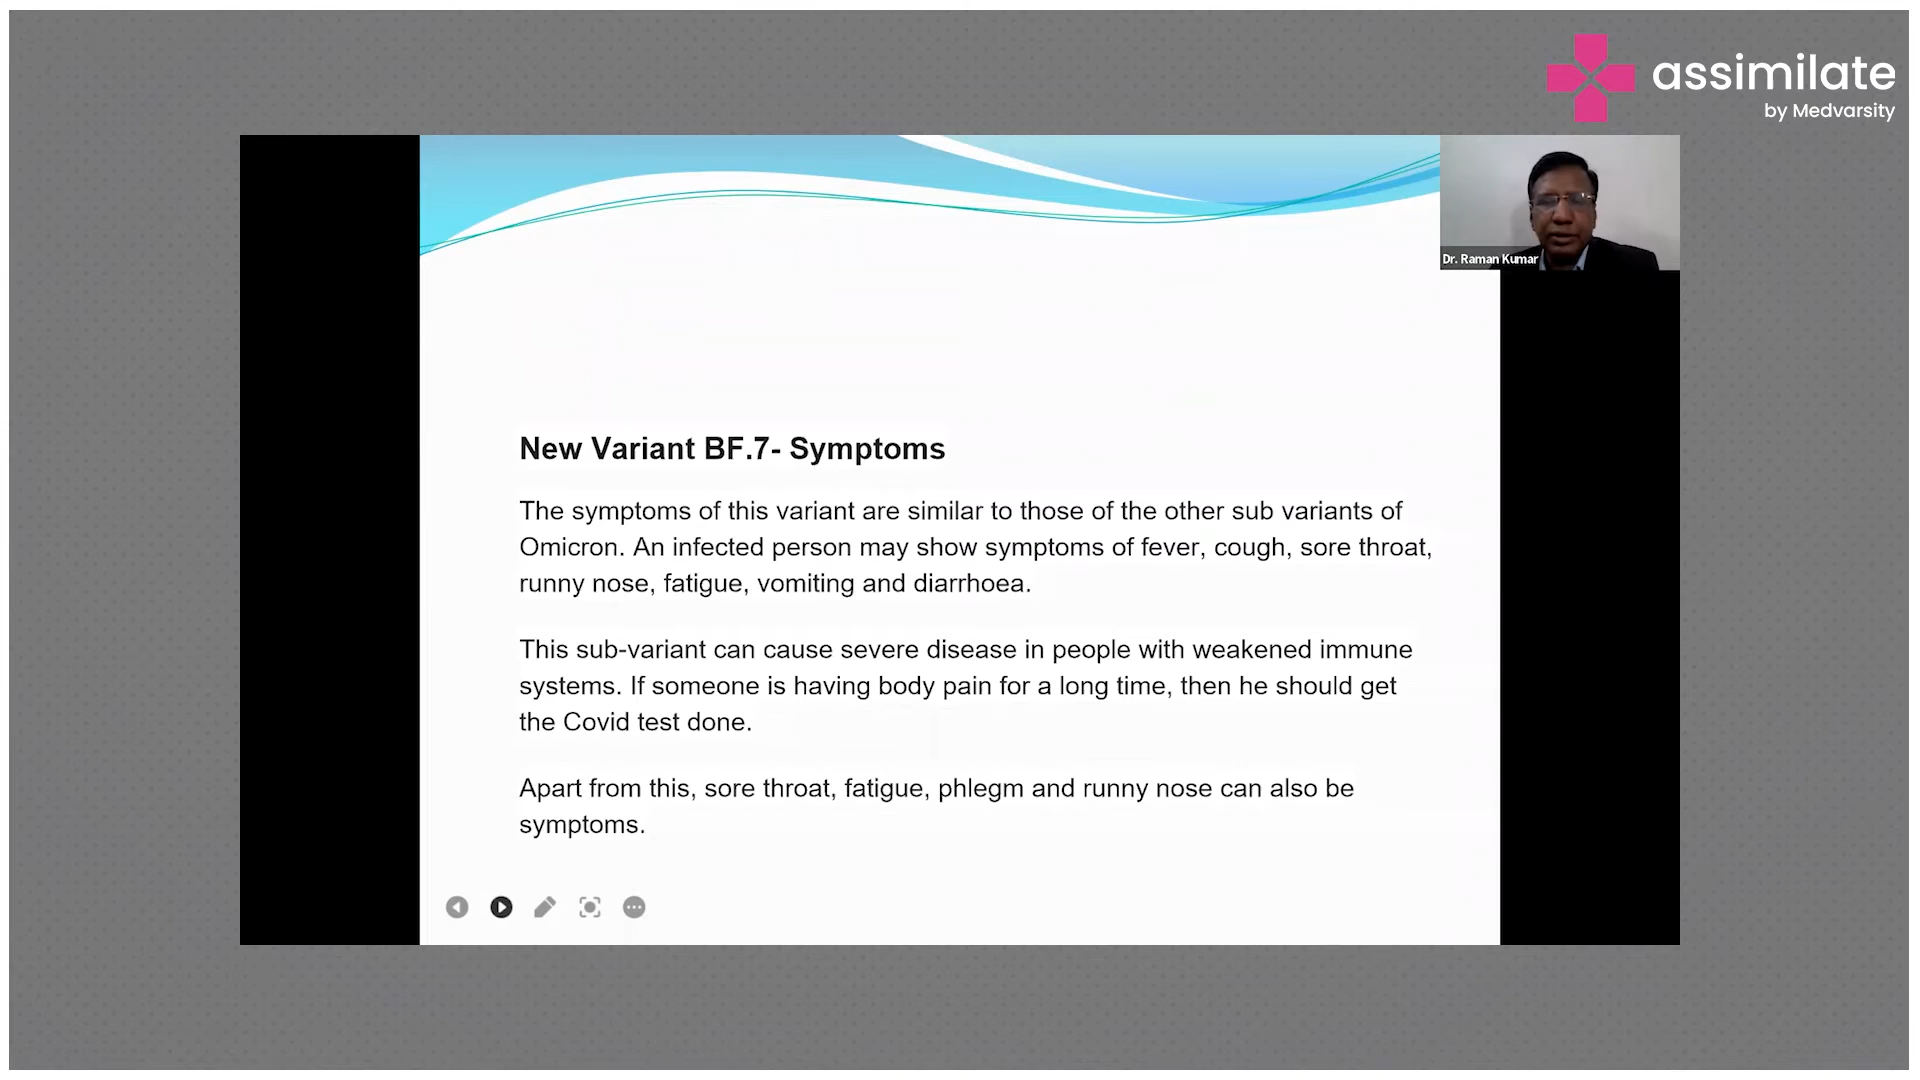 assimilate
by Medvarsity
Dr. Raman Kumar
New Variant BF.7- Symptoms
The symptoms of this variant are similar to those of the other sub variants of
Omicron. An infected person may show symptoms of fever, cough, sore throat,
runny nose, fatigue, vomiting and diarrhoea.
This sub-variant can cause severe disease in people with weakened immune
systems. If someone is having body pain for a long time, then he should get
the Covid test done.
Apart from this, sore throat, fatigue, phlegm and runny nose can also be
symptoms.